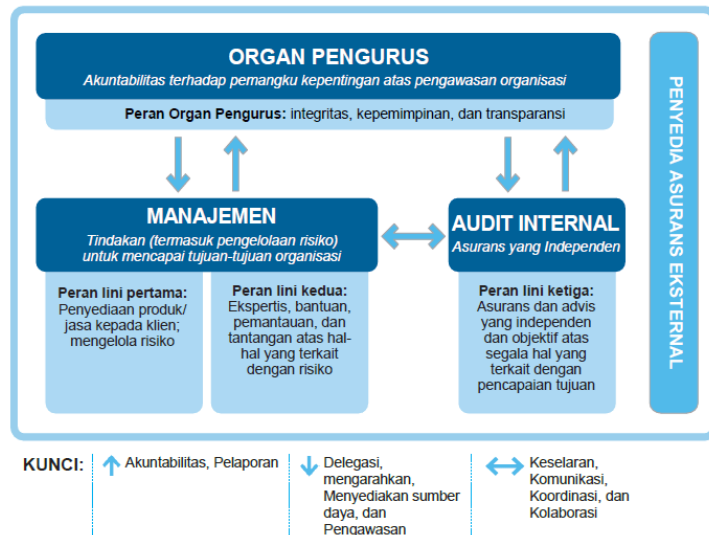 ORGAN PENGURUS
Akuntabilitas terhadap pemangku kepentingan atas pengawasan organisasi
Peran Organ Pengurus: integritas, kepemimpinan, dan transparansi
MANAJEMEN
Tindakan (termasuk pengelolaan risiko)
untuk mencapai tujuan-tujuan organisasi
Peran lini pertama:
Penyediaan produk/
jasa kepada klien;
mengelola risiko
Peran lini kedua:
Ekspertis, bantuan,
pemantauan, dan
tantangan atas hal-
hal yang terkait
dengan risiko
AUDIT INTERNAL
Asurans yang Independen
Peran lini ketiga:
Asurans dan advis
yang independen
dan objektif atas
segala hal yang
terkait dengan
pencapaian tujuan
PENYEDIA ASURANS EKSTERNAL
KUNCI:
Akuntabilitas, Pelaporan
Delegasi,
mengarahkan,
Menyediakan sumber
daya, dan
Pengawasan
Keselaran,
Komunikasi,
Koordinasi, dan
Kolaborasi